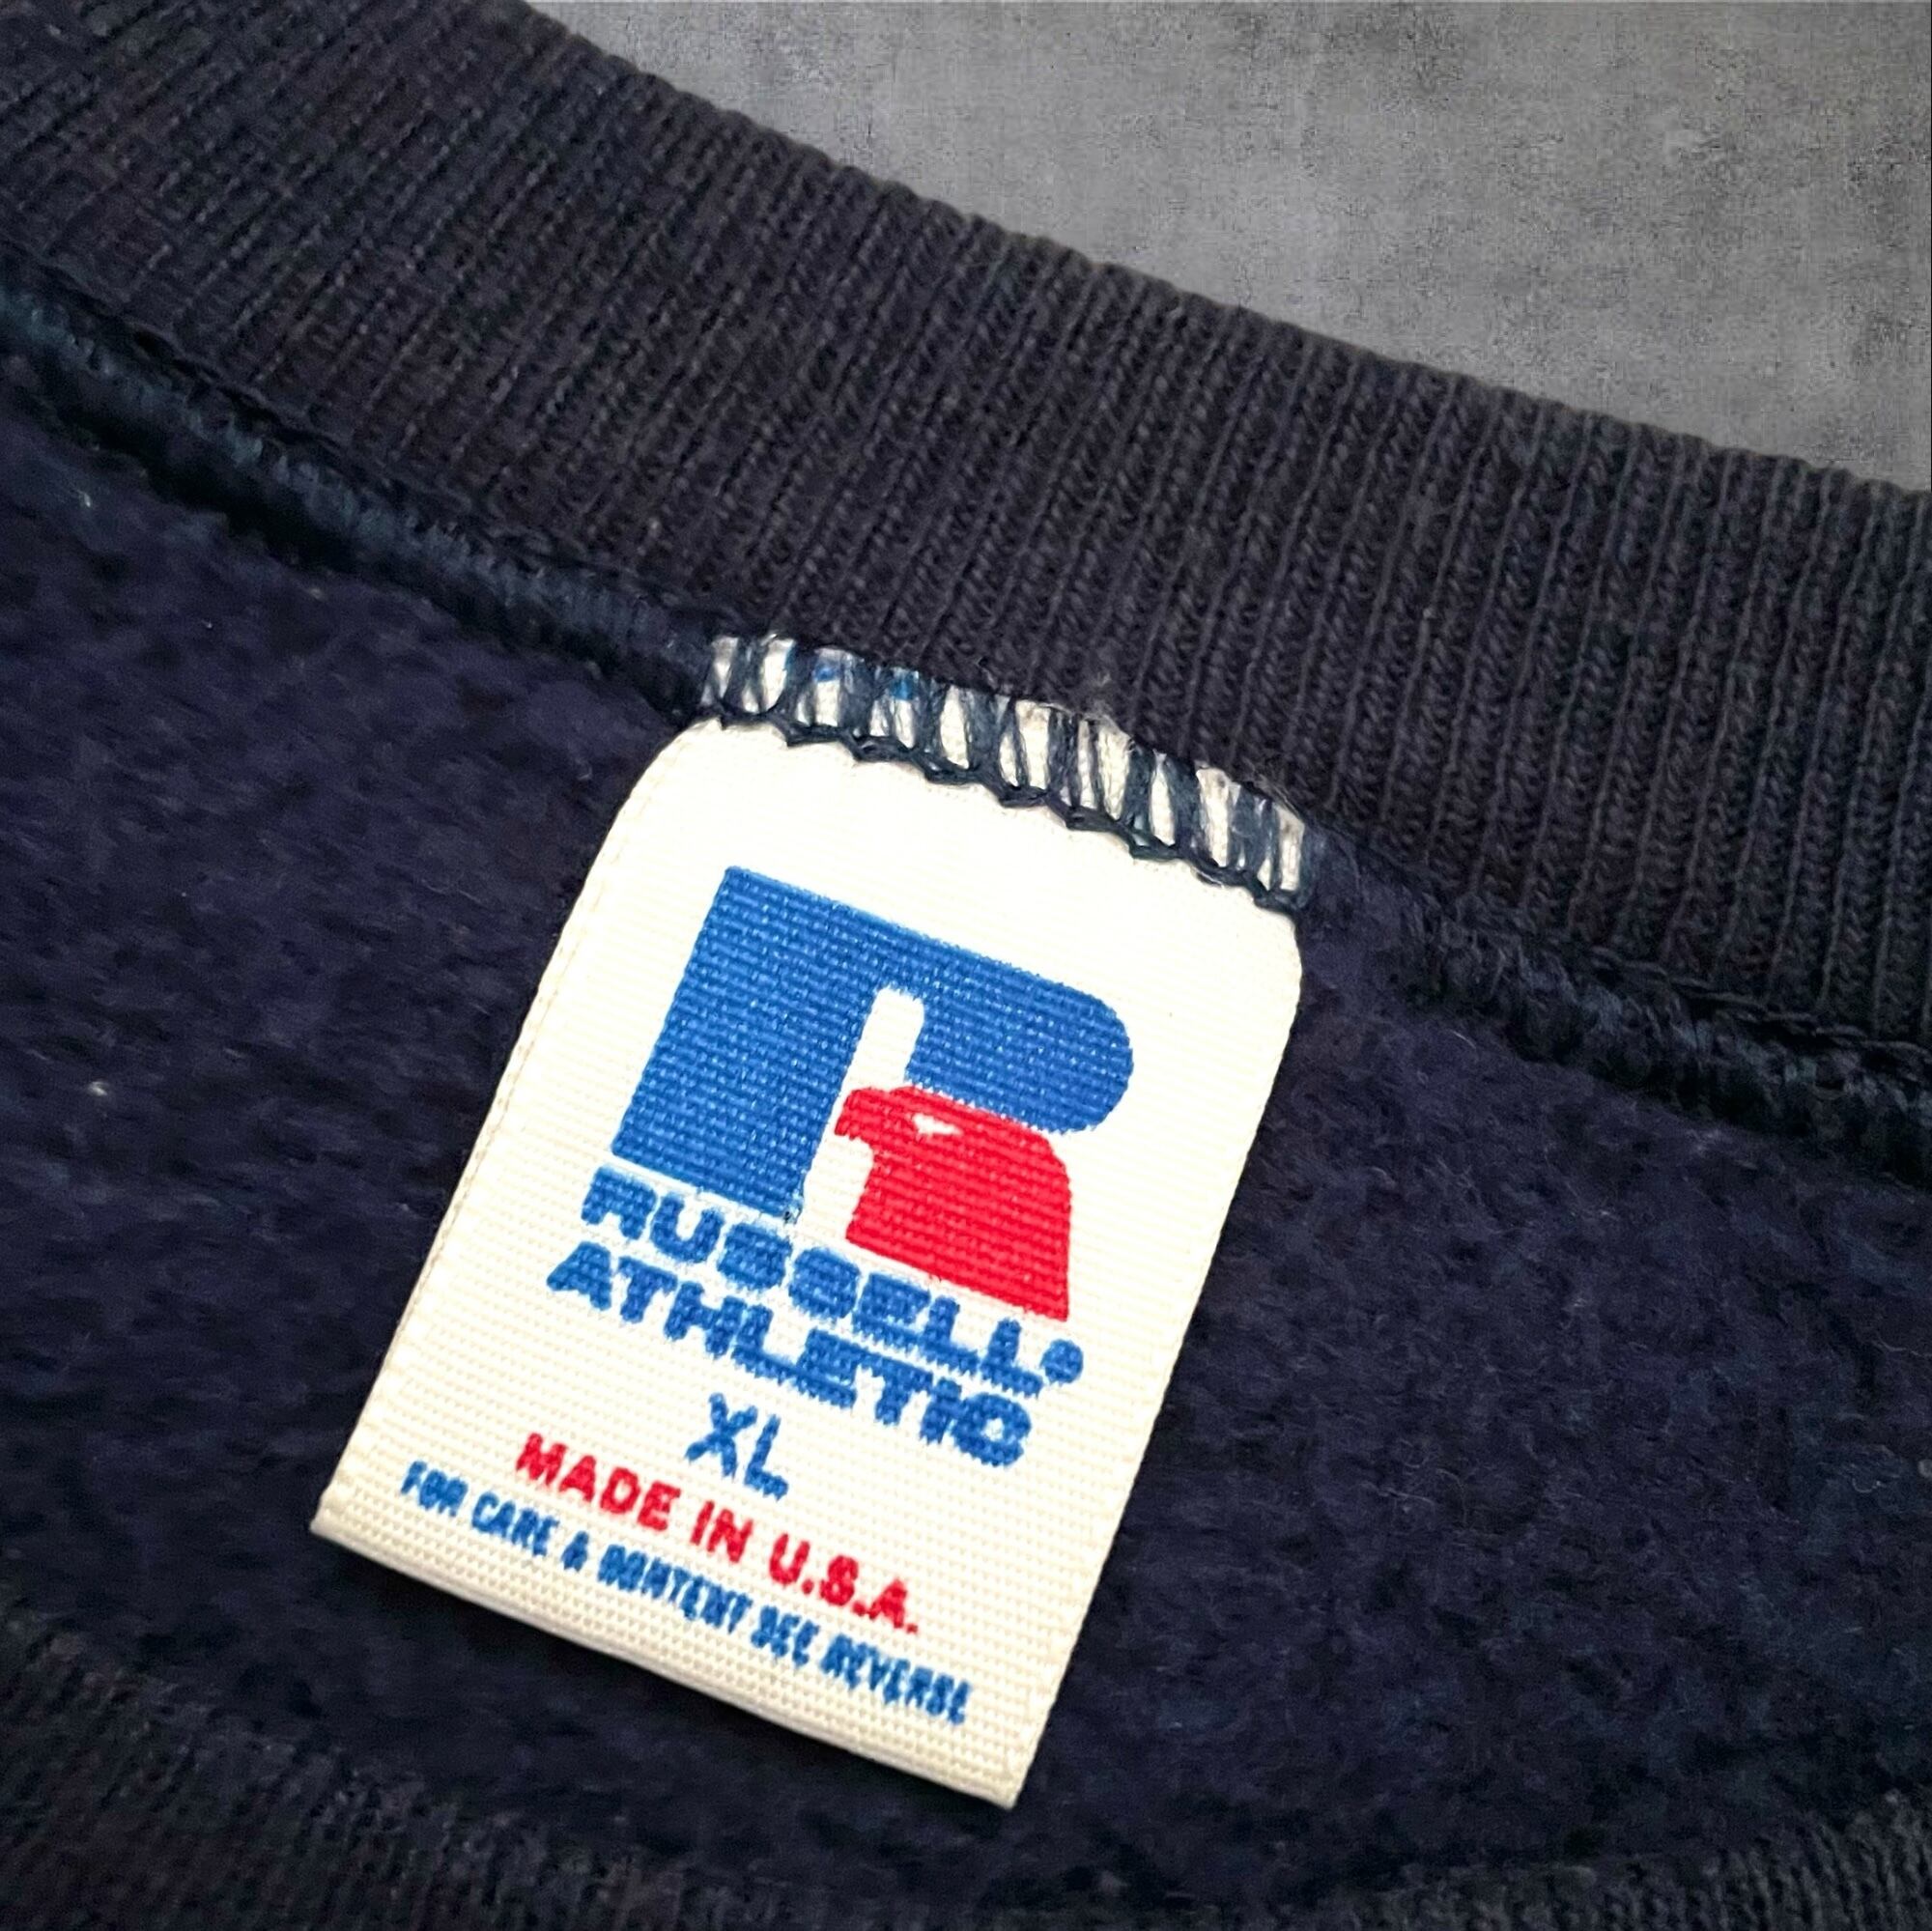 RUSSELL®
ATHLETIC
XL
MADE IN U.S.A.
FOR CARE & CONTENT SEE REVERSE